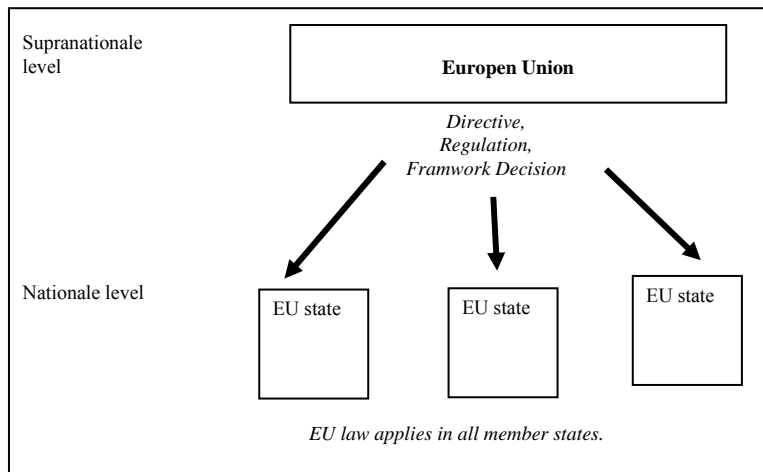 Supranationale
level
Europen Union
Directive,
Regulation,
Framwork Decision
Nationale level
EU state
EU state
EU state
EU law applies in all member states.